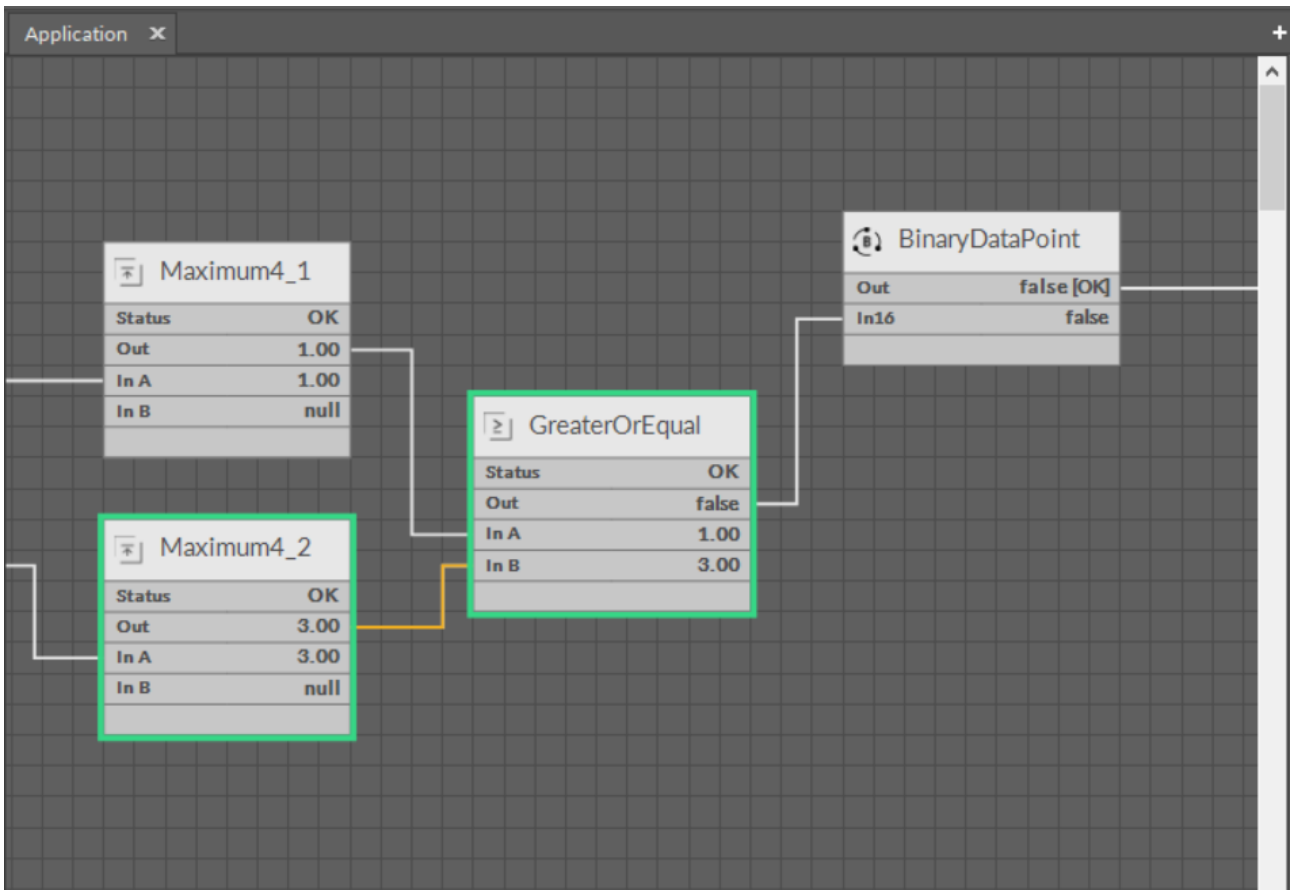 Application ×
+
Maximum4_1
Status OK
Out 1.00
In A 1.00
In B null
Maximum4_2
Status OK
Out 3.00
In A 3.00
In B null
≥ GreaterOrEqual
Status OK
Out false
In A 1.00
In B 3.00
B BinaryDataPoint
Out false [OK]
In16 false